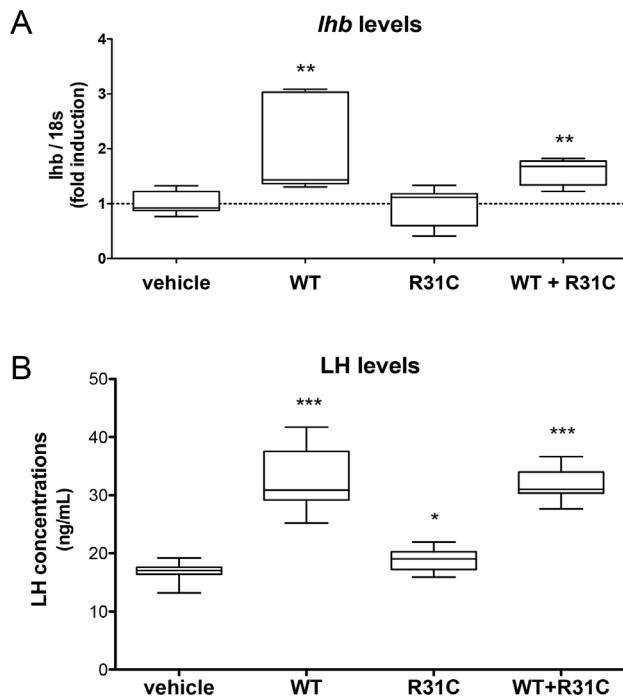 A
lhb levels
lhb / 18s
(fold induction)
4
3
2
1
0
**
**
vehicle WT R31C WT + R31C
B
LH levels
LH concentrations
(ng/mL)
50
40
30
20
10
0
***
*
***
vehicle WT R31C WT+R31C